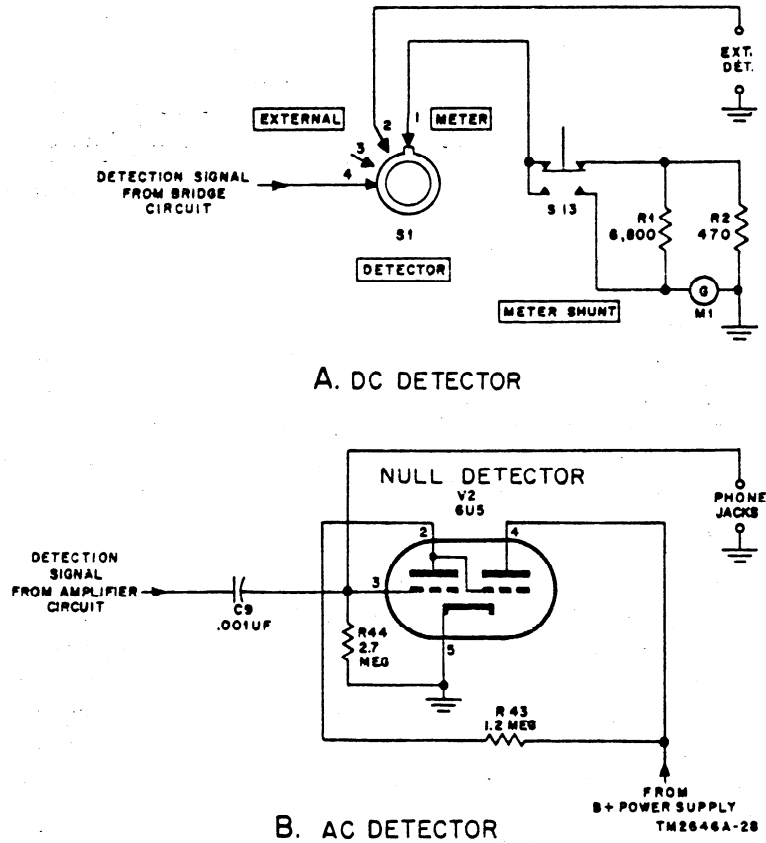 EXT.
DET.
EXTERNAL
2
1
METER
3
4
DETECTION SIGNAL
FROM BRIDGE
CIRCUIT
S1
DETECTOR
S13
R1
6,800
R2
470
G
M1
METER SHUNT
A. DC DETECTOR
NULL DETECTOR
V2
6U5
PHONE
JACKS
2
4
DETECTION
SIGNAL
FROM AMPLIFIER
CIRCUIT
3
C9
.001UF
R44
2.7
MEG
5
R43
1.2 MEG
FROM
B+ POWER SUPPLY
TM2646A-28
B. AC DETECTOR